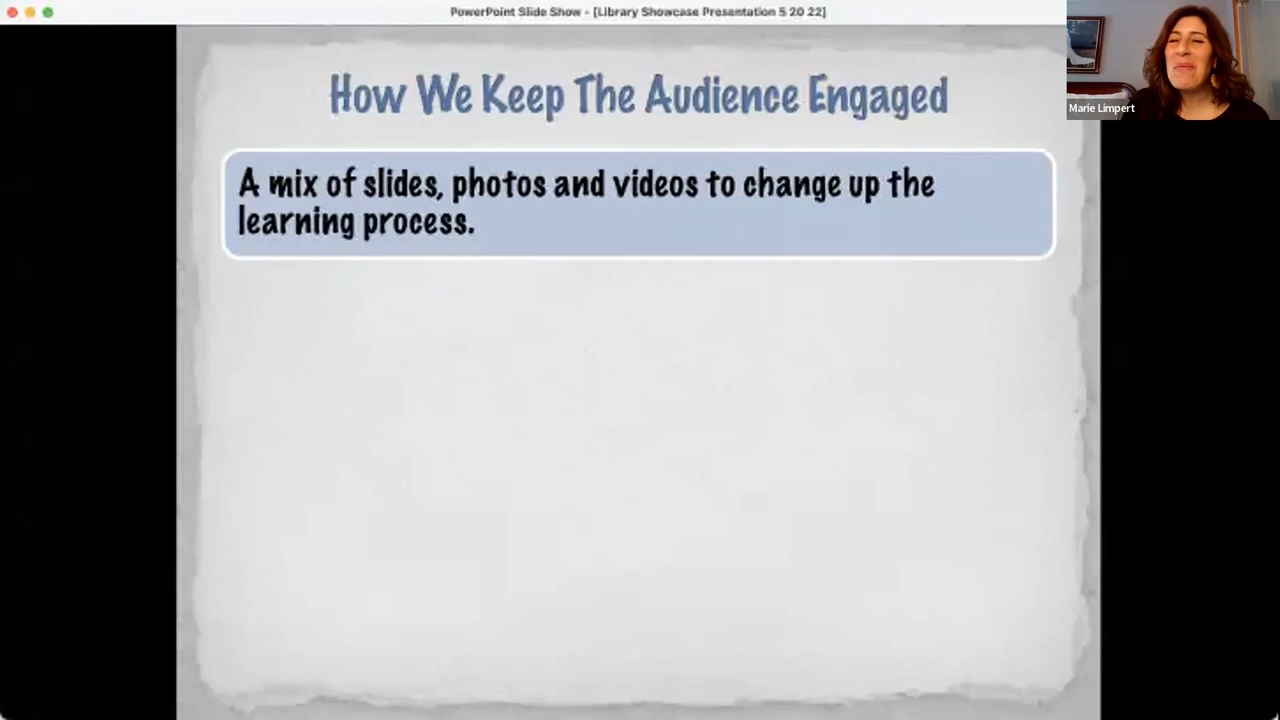 PowerPoint Slide Show - [Library Showcase Presentation 5 20 22]
Marie Limpert
How We Keep The Audience Engaged
A mix of slides, photos and videos to change up the
learning process.